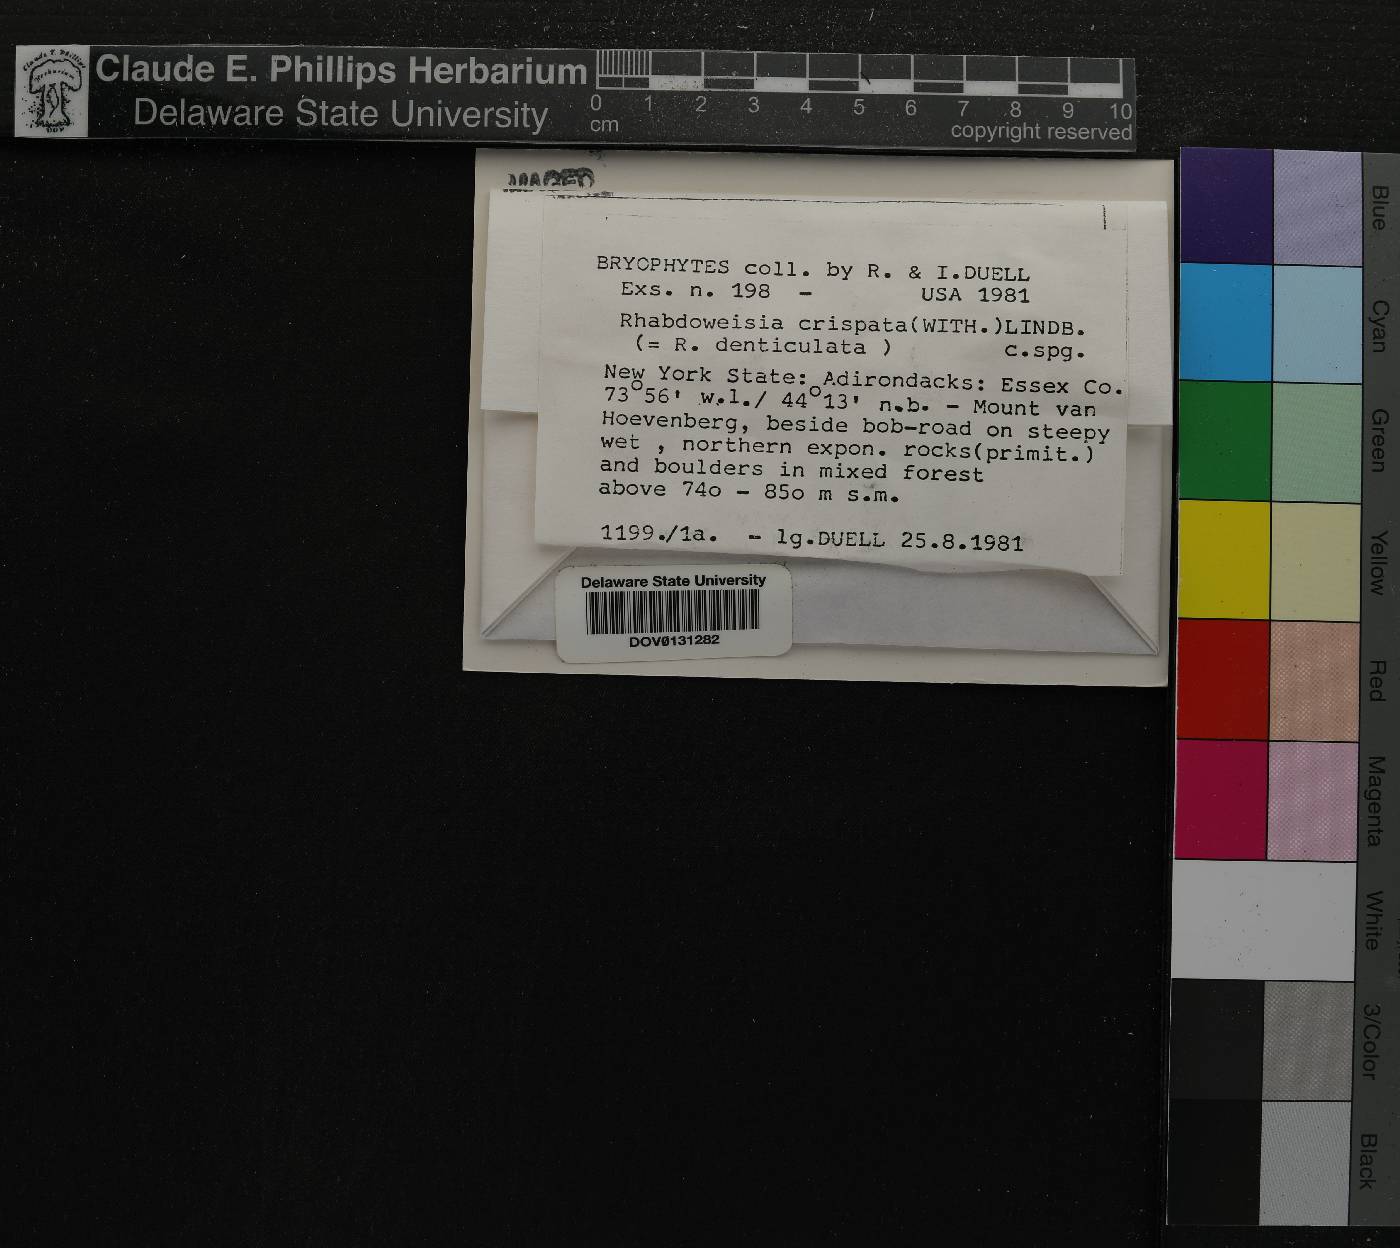 Claude E. Phillips Herbarium
Delaware State University
0 1 2 3 4 5 6 7 8 9 10
cm
copyright reserved
BRYOPHYTES coll. by R. & I.DUELL
Exs. n. 198 - USA 1981
Rhabdoweisia crispata(WITH.)LINDB.
(= R. denticulata ) c.spg.
New York State: Adirondacks: Essex Co.
73°56' w.l./ 44°13' n.b. - Mount van
Hoevenberg, beside bob-road on steepy
wet , northern expon. rocks(primit.)
and boulders in mixed forest
above 74o - 85o m s.m.
1199./1a. - lg.DUELL 25.8.1981
Delaware State University
DOV0131282
Blue
Cyan
Green
Yellow
Red
Magenta
White
3/Color
Black